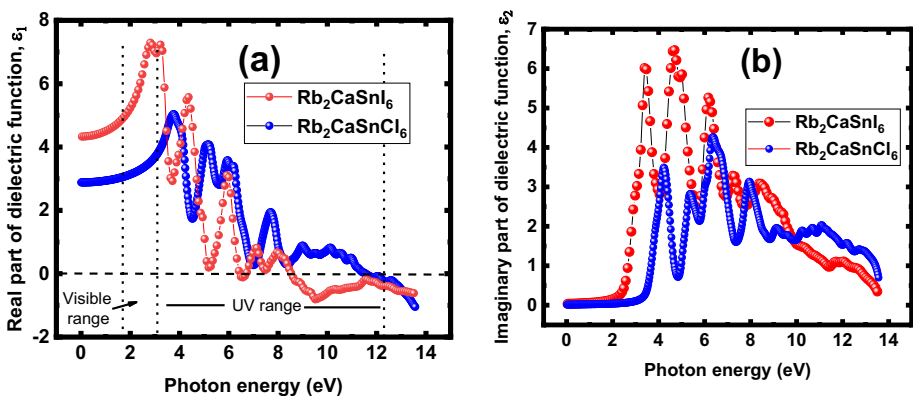 (a)
Real part of dielectric function, ε₁
8
6
4
2
0
-2
Rb₂CaSnI₆
Rb₂CaSnCl₆
Visible
range
UV range
0 2 4 6 8 10 12 14
Photon energy (eV)
(b)
Imaginary part of dielectric function, ε₂
7
6
5
4
3
2
1
0
Rb₂CaSnI₆
Rb₂CaSnCl₆
0 2 4 6 8 10 12 14
Photon energy (eV)